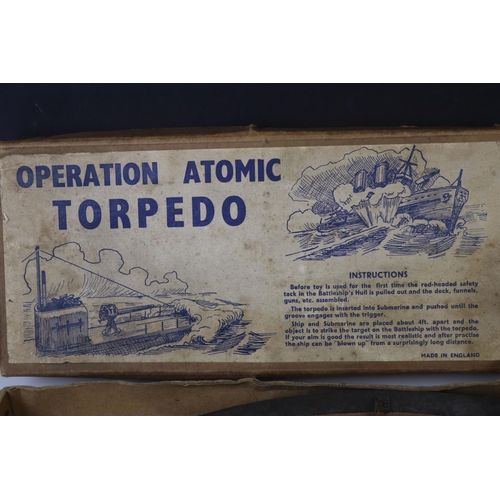 OPERATION ATOMIC
TORPEDO
INSTRUCTIONS
Before toy is used for the first time the red-headed safety
tack in the Battleship's Hull is pulled out and the deck, funnels,
guns, etc. assembled.
The torpedo is inserted into Submarine and pushed until the
groove engages with the trigger.
Ship and Submarine are placed about 4ft. apart and the
object is to strike the target on the Battleship with the torpedo.
If your aim is good the result is most realistic and after practise
the ship can be "blown up" from a surprisingly long distance.
MADE IN ENGLAND